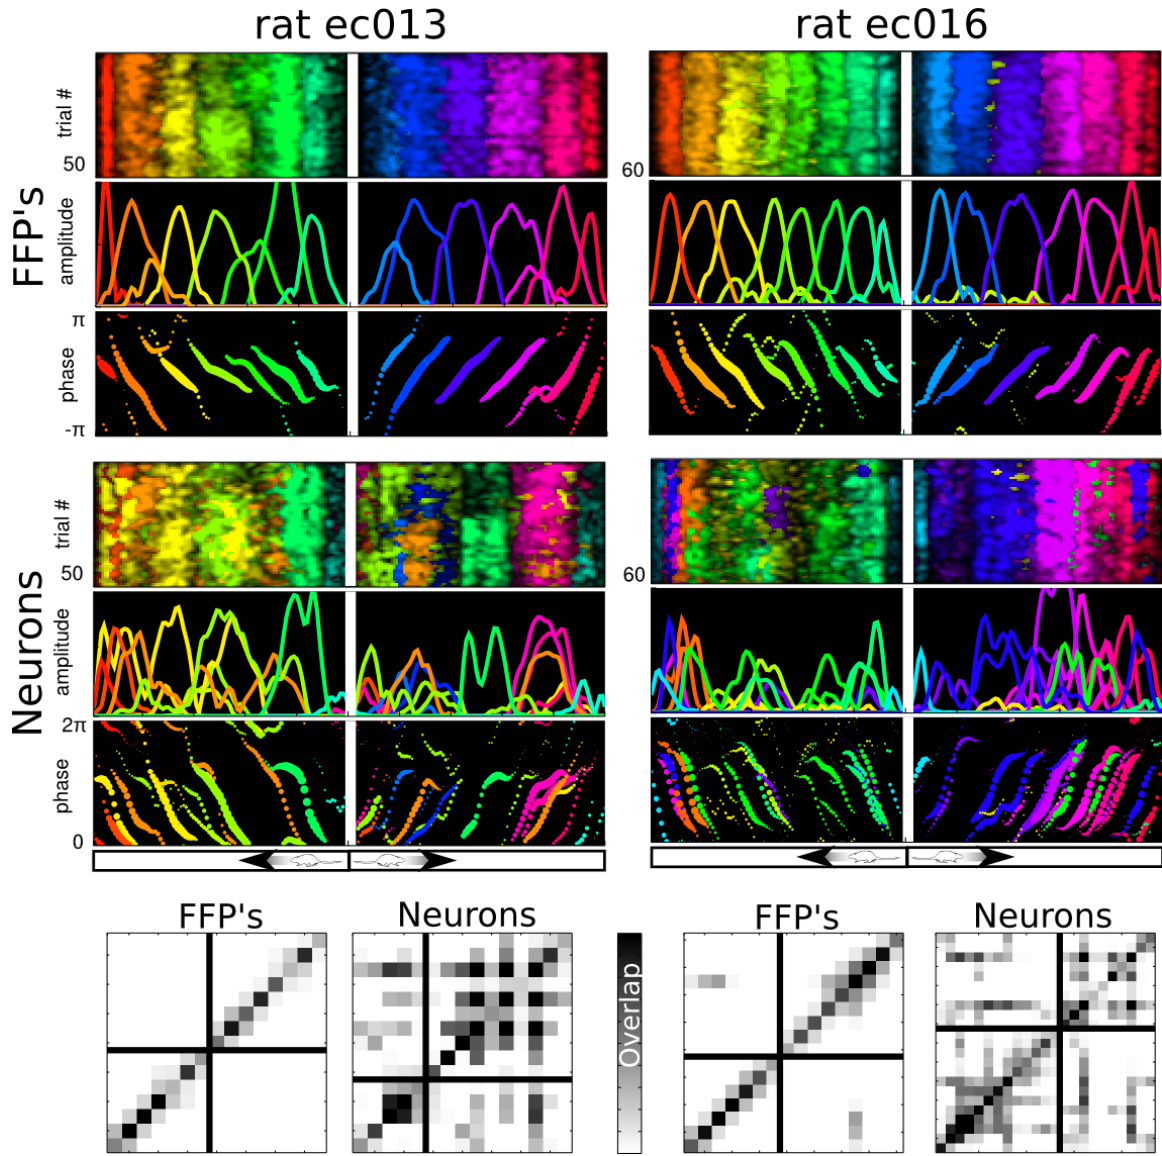 rat ec013
rat ec016
FFP's
trial #
50
60
amplitude
phase
π
-π
Neurons
trial #
50
60
amplitude
phase
2π
0
FFP's
Neurons
Overlap
FFP's
Neurons